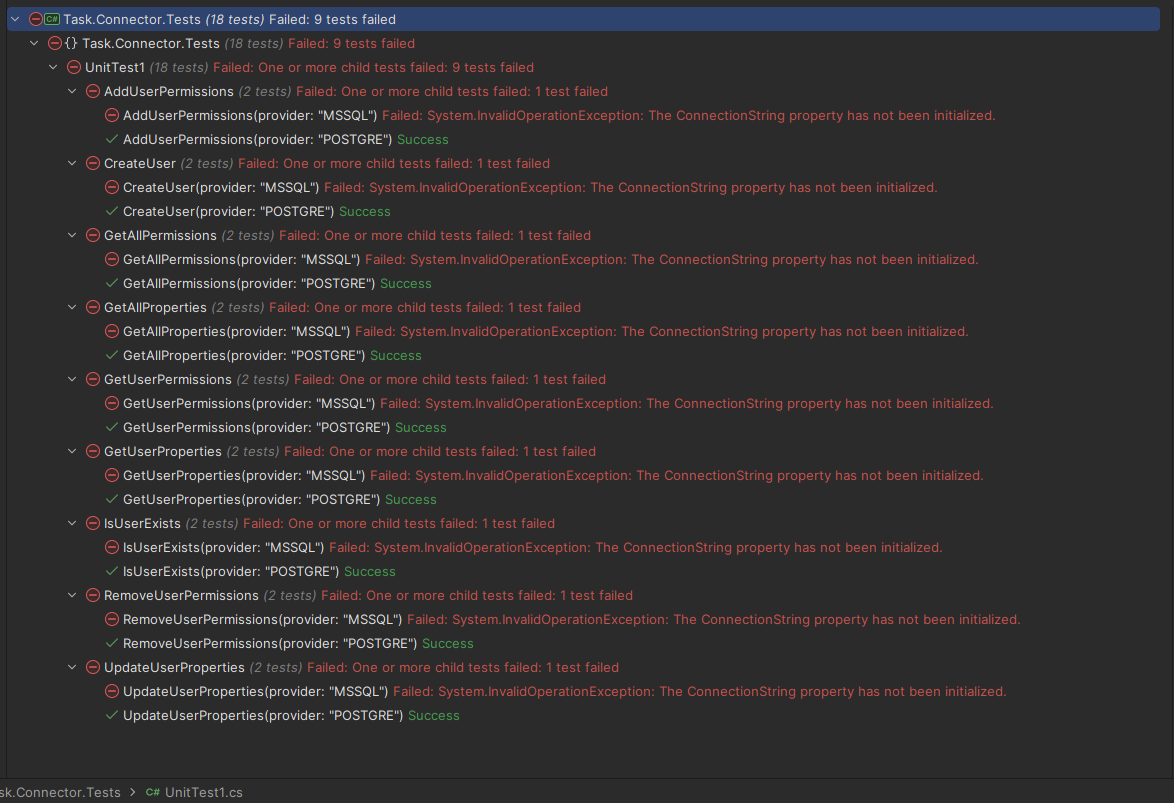 C# Task.Connector.Tests (18 tests) Failed: 9 tests failed
{} Task.Connector.Tests (18 tests) Failed: 9 tests failed
UnitTest1 (18 tests) Failed: One or more child tests failed: 9 tests failed
AddUserPermissions (2 tests) Failed: One or more child tests failed: 1 test failed
AddUserPermissions(provider: "MSSQL") Failed: System.InvalidOperationException: The ConnectionString property has not been initialized.
AddUserPermissions(provider: "POSTGRE") Success
CreateUser (2 tests) Failed: One or more child tests failed: 1 test failed
CreateUser(provider: "MSSQL") Failed: System.InvalidOperationException: The ConnectionString property has not been initialized.
CreateUser(provider: "POSTGRE") Success
GetAllPermissions (2 tests) Failed: One or more child tests failed: 1 test failed
GetAllPermissions(provider: "MSSQL") Failed: System.InvalidOperationException: The ConnectionString property has not been initialized.
GetAllPermissions(provider: "POSTGRE") Success
GetAllProperties (2 tests) Failed: One or more child tests failed: 1 test failed
GetAllProperties(provider: "MSSQL") Failed: System.InvalidOperationException: The ConnectionString property has not been initialized.
GetAllProperties(provider: "POSTGRE") Success
GetUserPermissions (2 tests) Failed: One or more child tests failed: 1 test failed
GetUserPermissions(provider: "MSSQL") Failed: System.InvalidOperationException: The ConnectionString property has not been initialized.
GetUserPermissions(provider: "POSTGRE") Success
GetUserProperties (2 tests) Failed: One or more child tests failed: 1 test failed
GetUserProperties(provider: "MSSQL") Failed: System.InvalidOperationException: The ConnectionString property has not been initialized.
GetUserProperties(provider: "POSTGRE") Success
IsUserExists (2 tests) Failed: One or more child tests failed: 1 test failed
IsUserExists(provider: "MSSQL") Failed: System.InvalidOperationException: The ConnectionString property has not been initialized.
IsUserExists(provider: "POSTGRE") Success
RemoveUserPermissions (2 tests) Failed: One or more child tests failed: 1 test failed
RemoveUserPermissions(provider: "MSSQL") Failed: System.InvalidOperationException: The ConnectionString property has not been initialized.
RemoveUserPermissions(provider: "POSTGRE") Success
UpdateUserProperties (2 tests) Failed: One or more child tests failed: 1 test failed
UpdateUserProperties(provider: "MSSQL") Failed: System.InvalidOperationException: The ConnectionString property has not been initialized.
UpdateUserProperties(provider: "POSTGRE") Success
sk.Connector.Tests > C# UnitTest1.cs